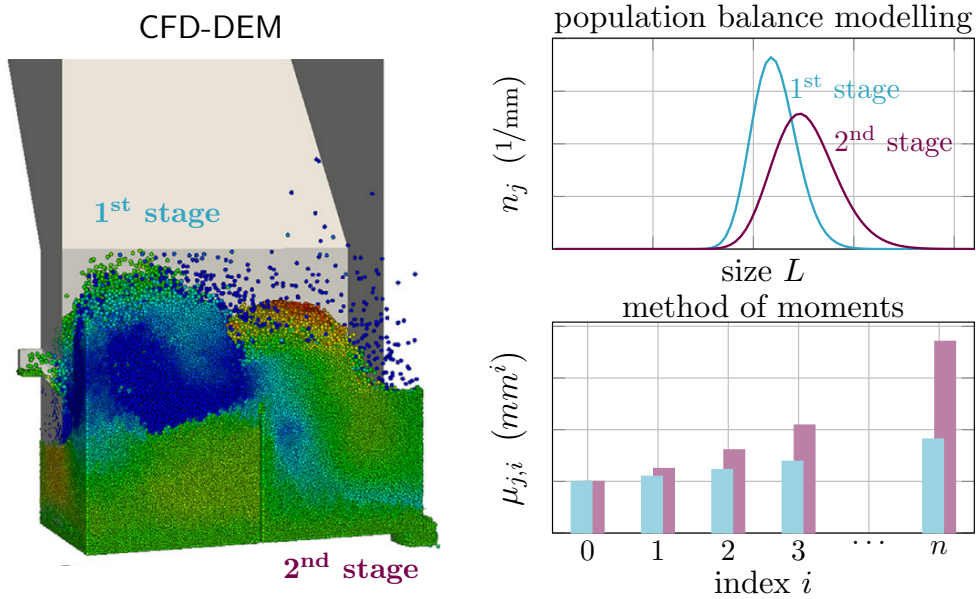 CFD-DEM
1st stage
2nd stage
population balance modelling
nj (1/mm)
1st stage
2nd stage
size L
method of moments
μj,i (mmi)
0 1 2 3 ··· n
index i